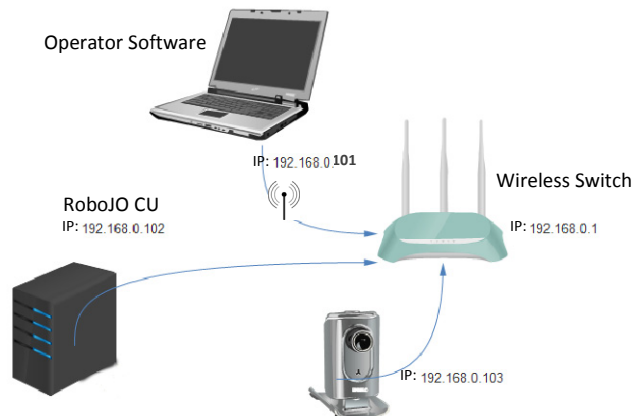 Operator Software
IP: 192.168.0.101
Wireless Switch
IP: 192.168.0.1
RoboJO CU
IP: 192.168.0.102
IP: 192.168.0.103